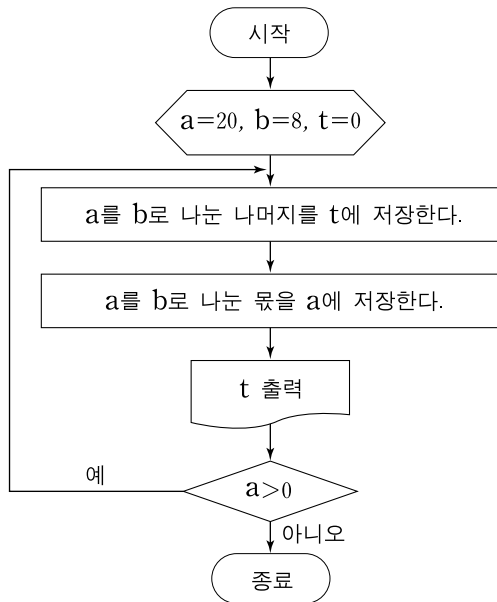 시작
a=20, b=8, t=0
a를 b로 나눈 나머지를 t에 저장한다.
a를 b로 나눈 몫을 a에 저장한다.
t 출력
예
a>0
아니오
종료